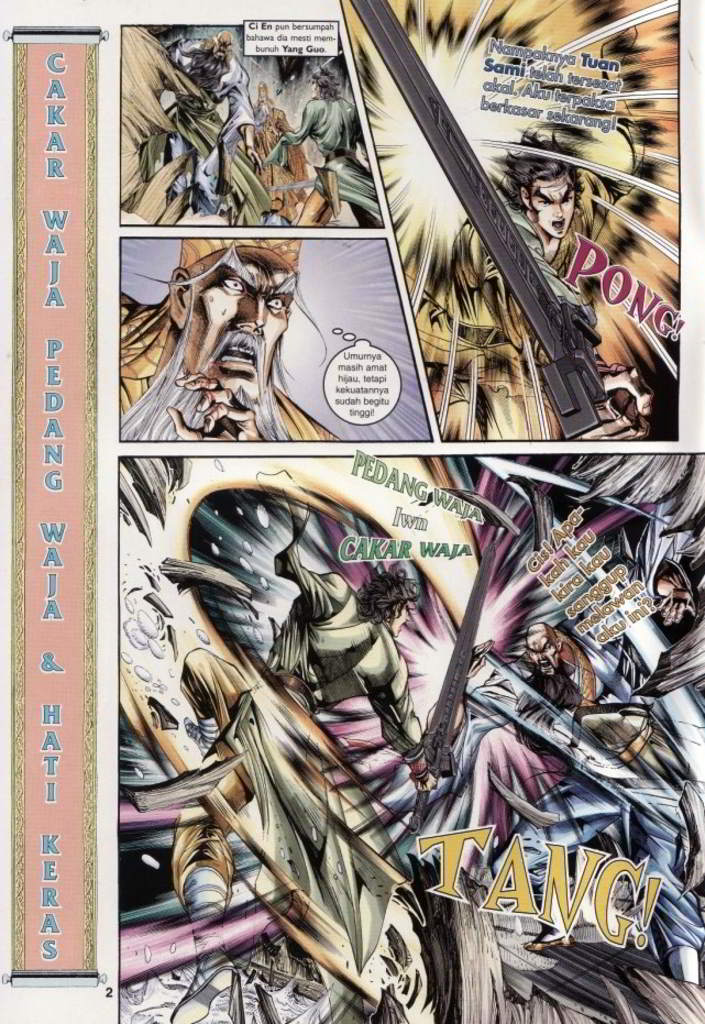 CAKAR WAJA PEDANG WAJA & HATI KERAS
Ci En pun bersumpah
bahawa dia mesti mem-
bunuh Yang Guo.
Nampaknya Tuan
Sami telah tersesat
akal. Aku terpaksa
berkasar sekarang!
PONG!
Umurnya
masih amat
hijau, tetapi
kekuatannya
sudah begitu
tinggi!
PEDANG WAJA
lwn
CAKAR WAJA
Cis! Apa-
kah kau
kira kau
sanggup
melawan
aku ini?
TANG!
2